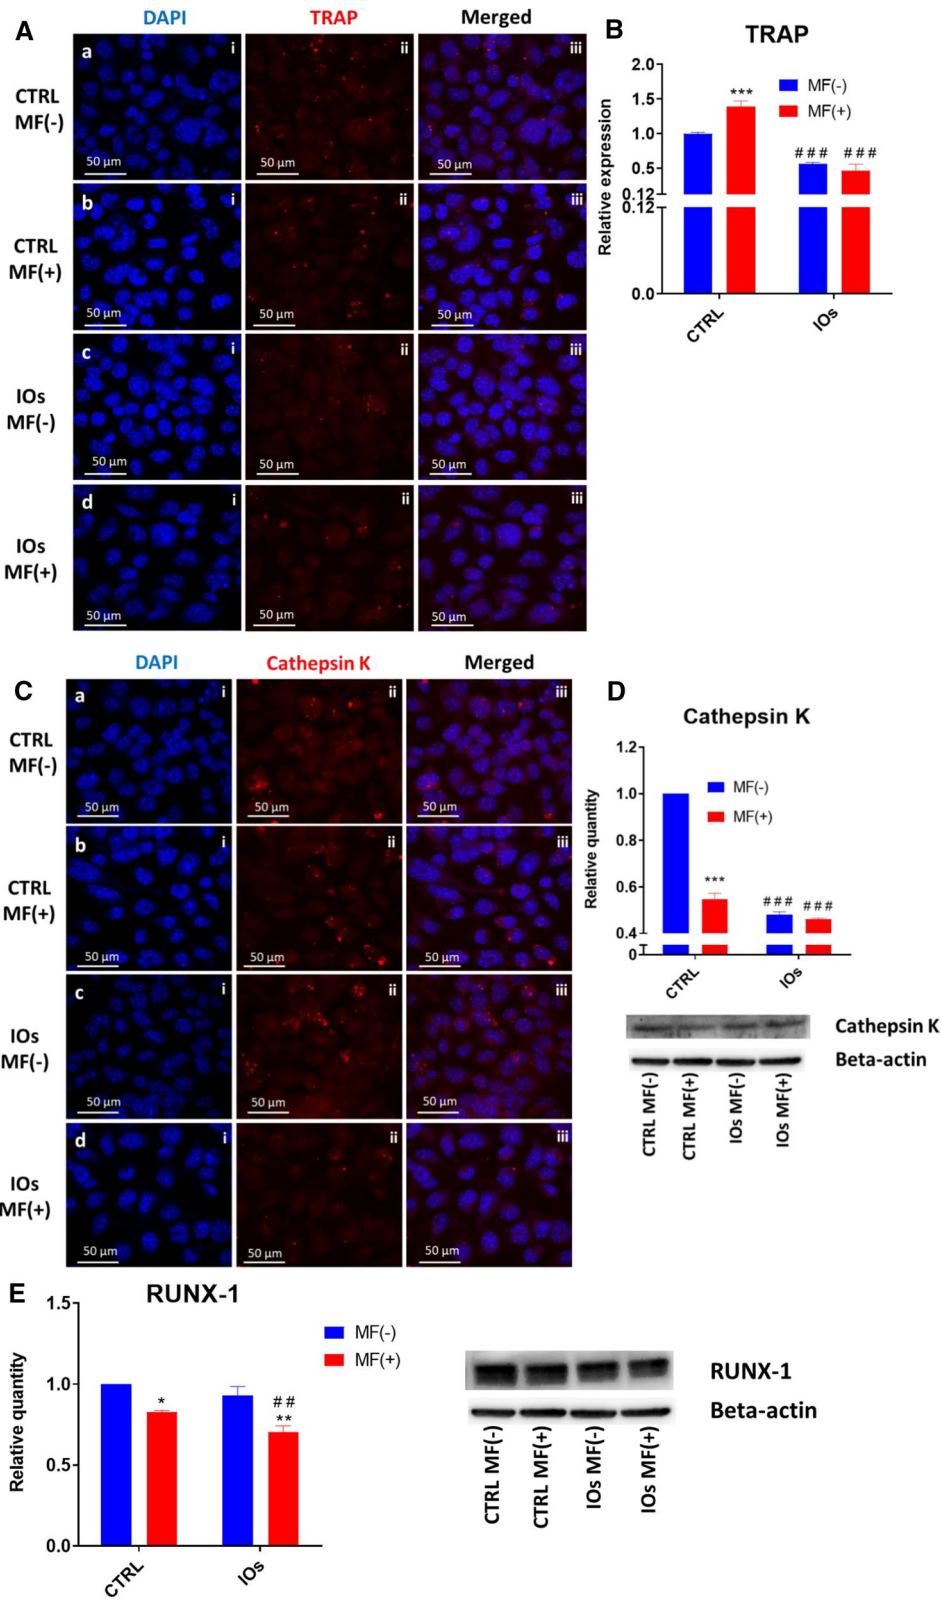 A
DAPI TRAP Merged
CTRL
MF(-)
a i ii iii
50 µm 50 µm 50 µm
CTRL
MF(+)
b i ii iii
50 µm 50 µm 50 µm
IOs
MF(-)
c i ii iii
50 µm 50 µm 50 µm
IOs
MF(+)
d i ii iii
50 µm 50 µm 50 µm
B
TRAP
Relative expression
2.0
1.5
1.0
0.5
0.12
0.12
0.0
MF(-)
MF(+)
***
### ###
CTRL IOs
C
DAPI Cathepsin K Merged
CTRL
MF(-)
a i ii iii
50 µm 50 µm 50 µm
CTRL
MF(+)
b i ii iii
50 µm 50 µm 50 µm
IOs
MF(-)
c i ii iii
50 µm 50 µm 50 µm
IOs
MF(+)
d i ii iii
50 µm 50 µm 50 µm
D
Cathepsin K
Relative quantity
1.2
1.0
0.8
0.6
0.4
0
MF(-)
MF(+)
***
### ###
CTRL IOs
Cathepsin K
Beta-actin
CTRL MF(-) CTRL MF(+) IOs MF(-) IOs MF(+)
E
RUNX-1
Relative quantity
1.5
1.0
0.5
0.0
MF(-)
MF(+)
*
##
**
CTRL IOs
RUNX-1
Beta-actin
CTRL MF(-) CTRL MF(+) IOs MF(-) IOs MF(+)